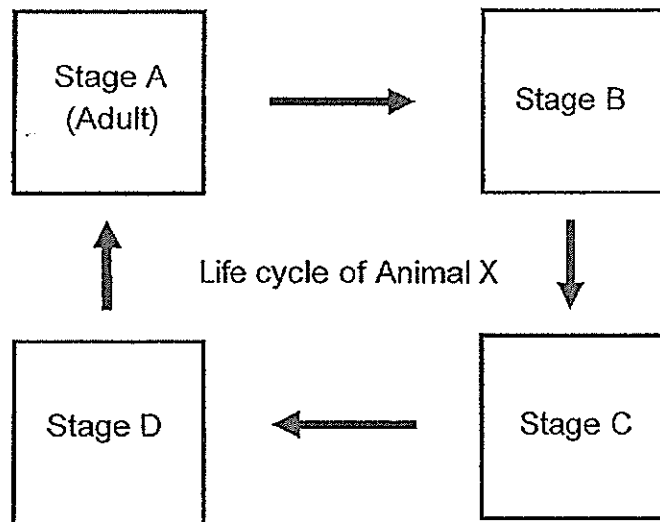 Stage A
(Adult)
Stage B
Life cycle of Animal X
Stage D
Stage C